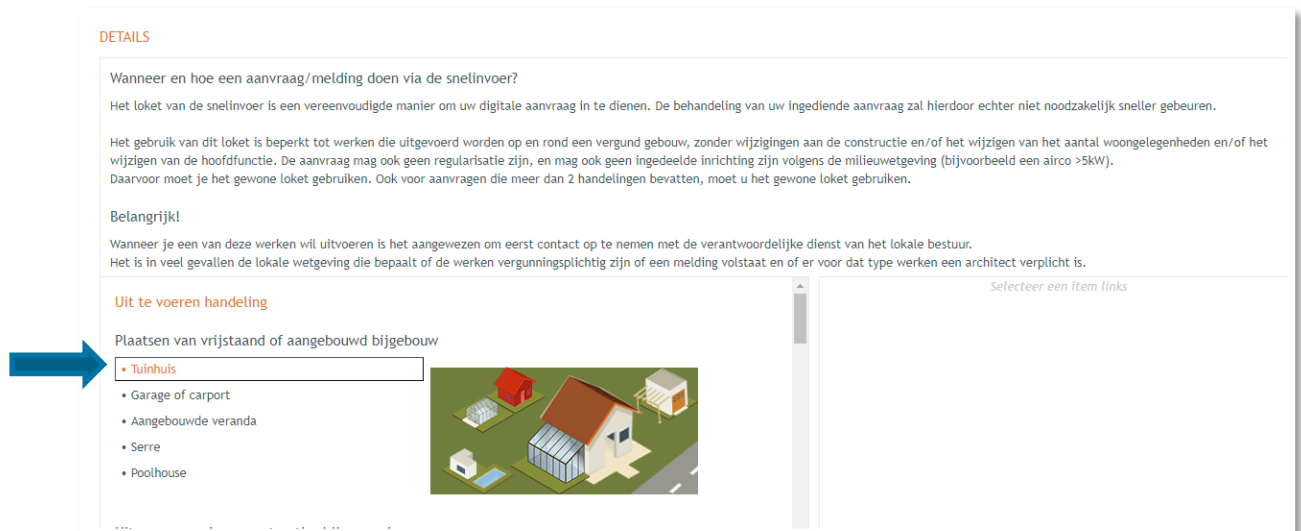 DETAILS
Wanneer en hoe een aanvraag/melding doen via de snelinvoer?
Het loket van de snelinvoer is een vereenvoudigde manier om uw digitale aanvraag in te dienen. De behandeling van uw ingediende aanvraag zal hierdoor echter niet noodzakelijk sneller gebeuren.
Het gebruik van dit loket is beperkt tot werken die uitgevoerd worden op en rond een vergund gebouw, zonder wijzigingen aan de constructie en/of het wijzigen van het aantal woongelegenheden en/of het
wijzigen van de hoofdfunctie. De aanvraag mag ook geen regularisatie zijn, en mag ook geen ingedeelde inrichting zijn volgens de milieuwetgeving (bijvoorbeeld een airco >5kW).
Daarvoor moet je het gewone loket gebruiken. Ook voor aanvragen die meer dan 2 handelingen bevatten, moet u het gewone loket gebruiken.
Belangrijk!
Wanneer je een van deze werken wil uitvoeren is het aangewezen om eerst contact op te nemen met de verantwoordelijke dienst van het lokale bestuur.
Het is in veel gevallen de lokale wetgeving die bepaalt of de werken vergunningsplichtig zijn of een melding volstaat en of er voor dat type werken een architect verplicht is.
Uit te voeren handeling
Selecteer een item links
Plaatsen van vrijstaand of aangebouwd bijgebouw
• Tuinhuis
• Garage of carport
• Aangebouwde veranda
• Serre
• Poolhouse